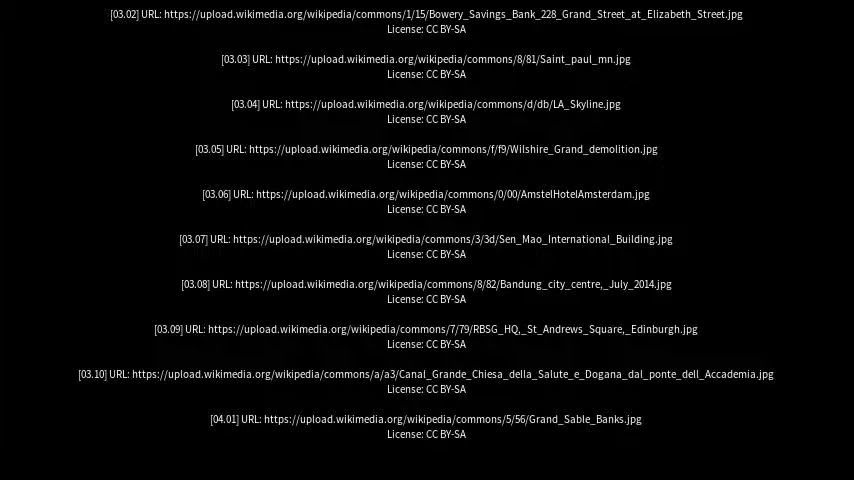 [03.02] URL: https://upload.wikimedia.org/wikipedia/commons/1/15/Bowery_Savings_Bank_228_Grand_Street_at_Elizabeth_Street.jpg
License: CC BY-SA
[03.03] URL: https://upload.wikimedia.org/wikipedia/commons/8/81/Saint_paul_mn.jpg
License: CC BY-SA
[03.04] URL: https://upload.wikimedia.org/wikipedia/commons/d/db/LA_Skyline.jpg
License: CC BY-SA
[03.05] URL: https://upload.wikimedia.org/wikipedia/commons/f/f9/Wilshire_Grand_demolition.jpg
License: CC BY-SA
[03.06] URL: https://upload.wikimedia.org/wikipedia/commons/0/00/AmstelHotelAmsterdam.jpg
License: CC BY-SA
[03.07] URL: https://upload.wikimedia.org/wikipedia/commons/3/3d/Sen_Mao_International_Building.jpg
License: CC BY-SA
[03.08] URL: https://upload.wikimedia.org/wikipedia/commons/8/82/Bandung_city_centre,_July_2014.jpg
License: CC BY-SA
[03.09] URL: https://upload.wikimedia.org/wikipedia/commons/7/79/RBSG_HQ,_St_Andrews_Square,_Edinburgh.jpg
License: CC BY-SA
[03.10] URL: https://upload.wikimedia.org/wikipedia/commons/a/a3/Canal_Grande_Chiesa_della_Salute_e_Dogana_dal_ponte_dell_Accademia.jpg
License: CC BY-SA
[04.01] URL: https://upload.wikimedia.org/wikipedia/commons/5/56/Grand_Sable_Banks.jpg
License: CC BY-SA